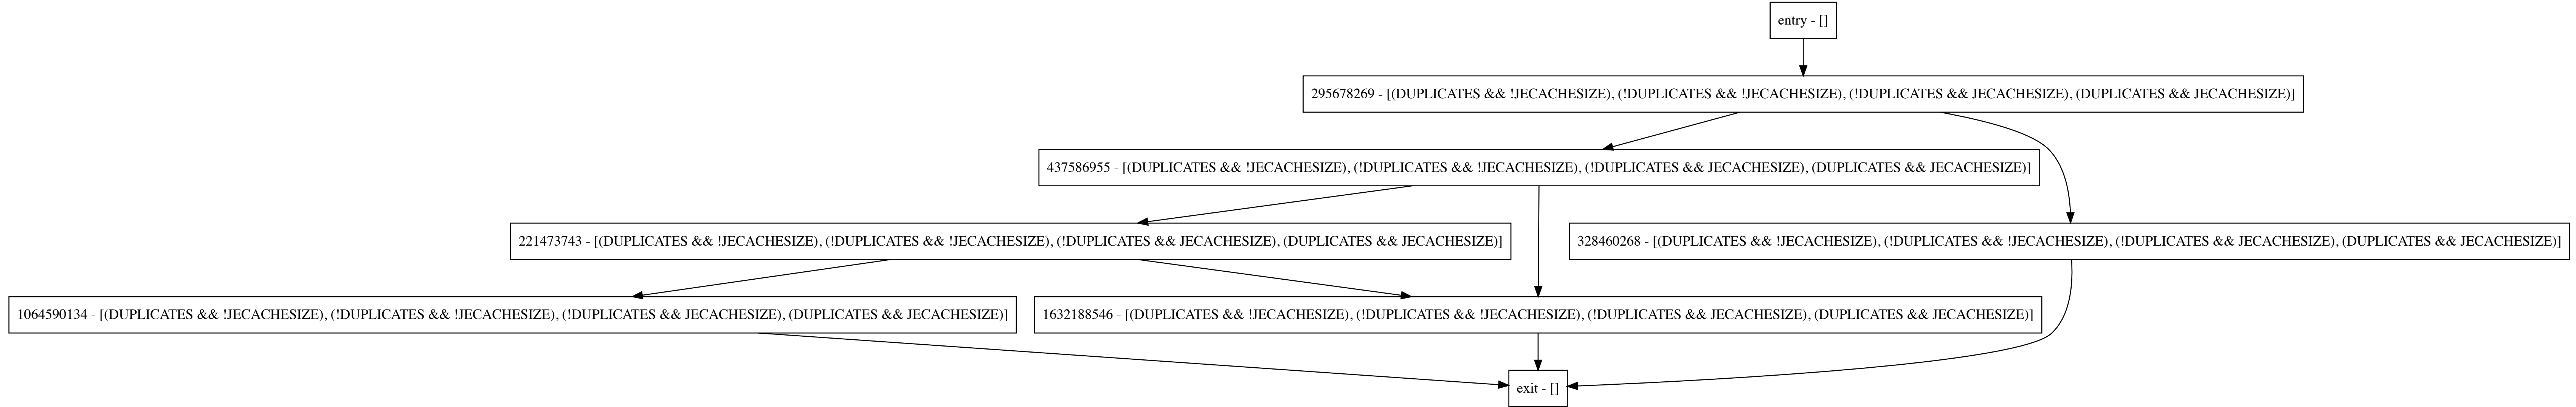 entry - []
295678269 - [(DUPLICATES && !JECACHESIZE), (!DUPLICATES && !JECACHESIZE), (!DUPLICATES && JECACHESIZE), (DUPLICATES && JECACHESIZE)]
437586955 - [(DUPLICATES && !JECACHESIZE), (!DUPLICATES && !JECACHESIZE), (!DUPLICATES && JECACHESIZE), (DUPLICATES && JECACHESIZE)]
221473743 - [(DUPLICATES && !JECACHESIZE), (!DUPLICATES && !JECACHESIZE), (!DUPLICATES && JECACHESIZE), (DUPLICATES && JECACHESIZE)]
328460268 - [(DUPLICATES && !JECACHESIZE), (!DUPLICATES && !JECACHESIZE), (!DUPLICATES && JECACHESIZE), (DUPLICATES && JECACHESIZE)]
1064590134 - [(DUPLICATES && !JECACHESIZE), (!DUPLICATES && !JECACHESIZE), (!DUPLICATES && JECACHESIZE), (DUPLICATES && JECACHESIZE)]
1632188546 - [(DUPLICATES && !JECACHESIZE), (!DUPLICATES && !JECACHESIZE), (!DUPLICATES && JECACHESIZE), (DUPLICATES && JECACHESIZE)]
exit - []